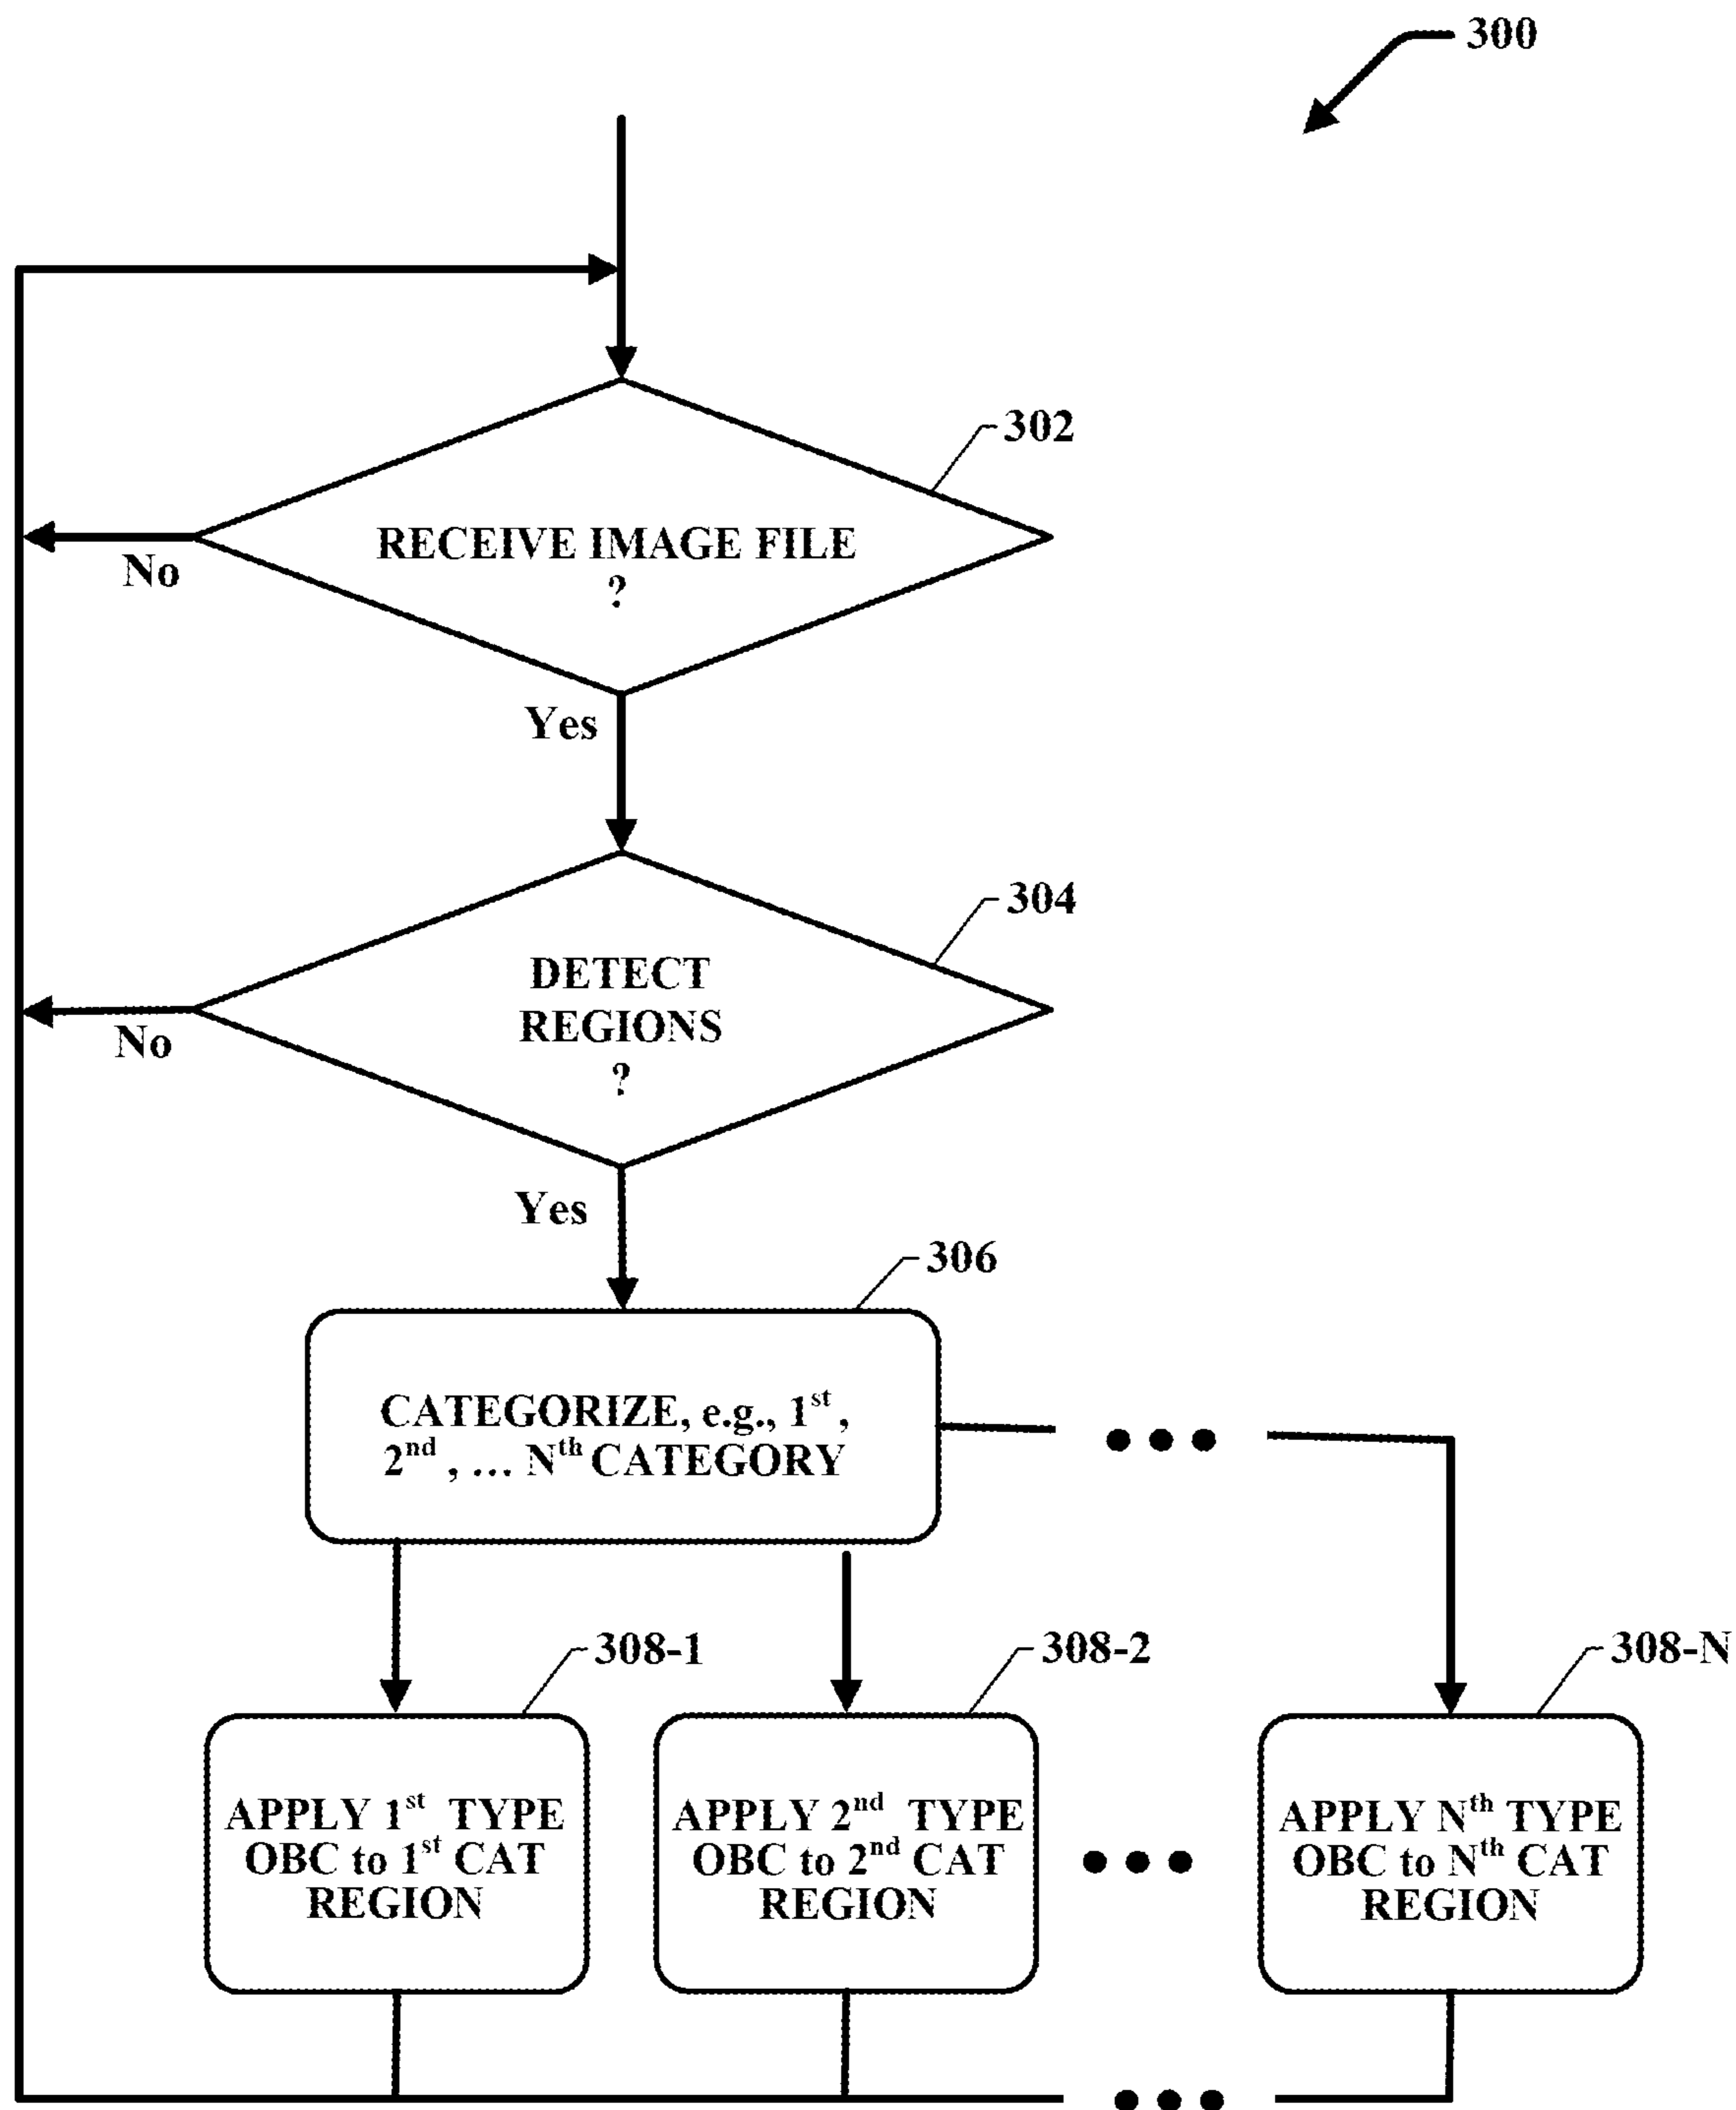 300
302
RECEIVE IMAGE FILE
?
No
Yes
304
DETECT
REGIONS
?
No
Yes
306
CATEGORIZE, e.g., 1st,
2nd , ... Nth CATEGORY
308-1
308-2
308-N
APPLY 1st TYPE
OBC to 1st CAT
REGION
APPLY 2nd TYPE
OBC to 2nd CAT
REGION
APPLY Nth TYPE
OBC to Nth CAT
REGION